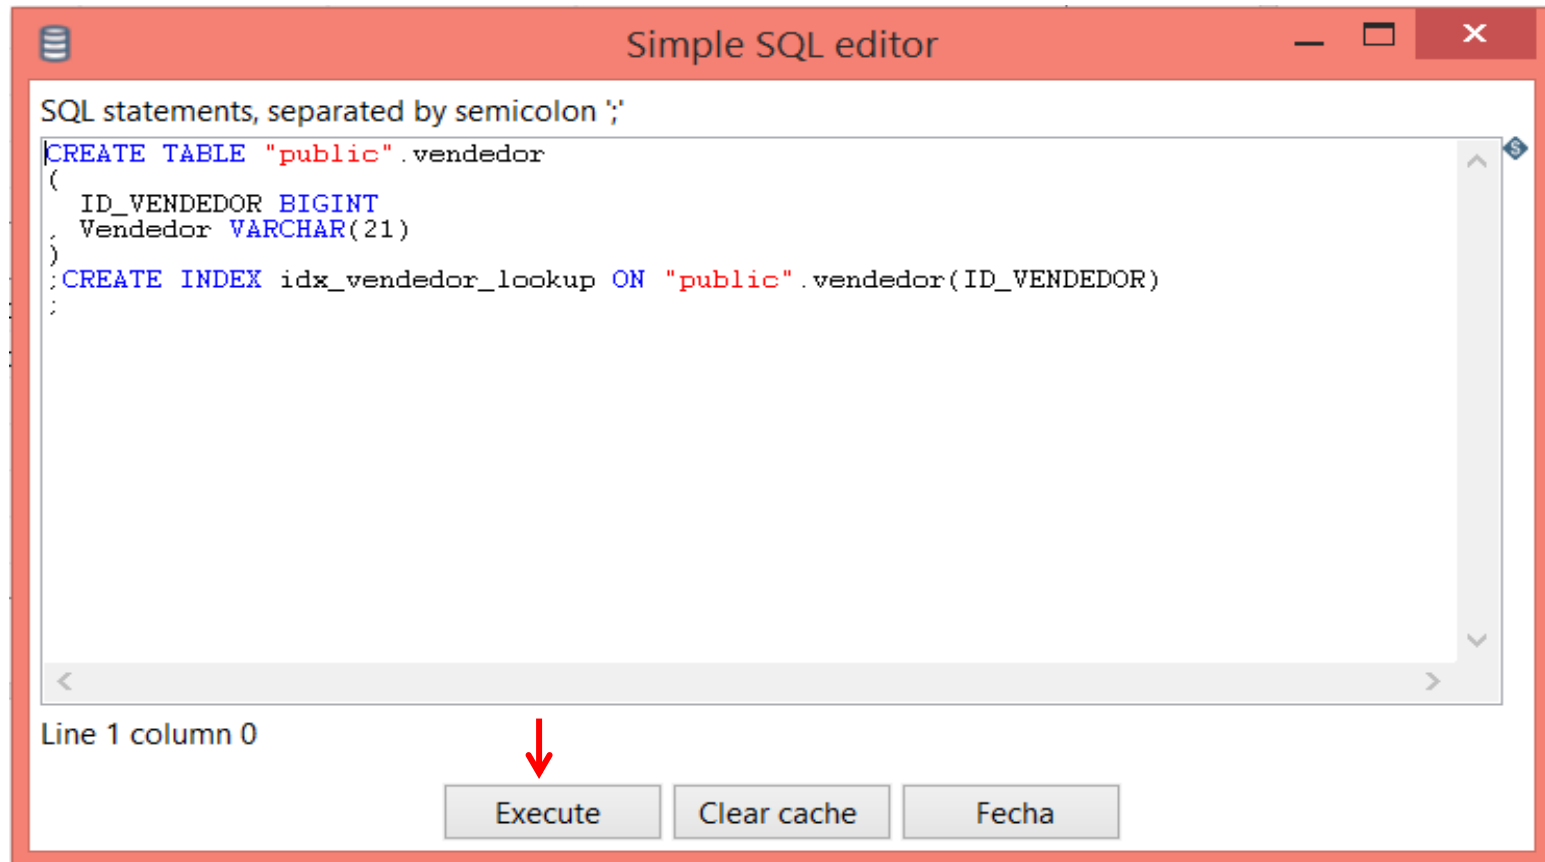 Simple SQL editor
SQL statements, separated by semicolon ';'
CREATE TABLE "public".vendedor
(
  ID_VENDEDOR BIGINT
, Vendedor VARCHAR(21)
)
;CREATE INDEX idx_vendedor_lookup ON "public".vendedor(ID_VENDEDOR)
;
Line 1 column 0
Execute Clear cache Fecha